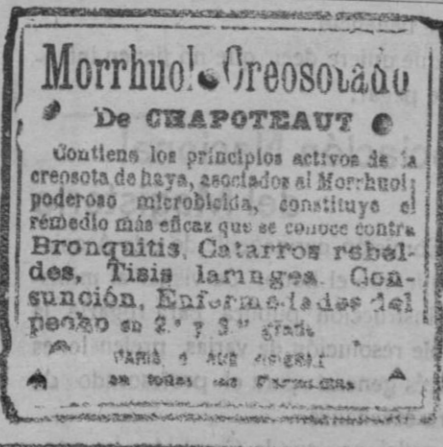 Morrhuol Creosotado
De CHAPOTEAUT
Contiene los principios activos de la
creosota de haya, asociados al Morrhuol;
poderoso microbicida, constituye el
remedio más eficaz que se conoce contra
Bronquitis, Catarros rebel-
des, Tisis laringea, Con-
sunción, Enfermedades del
pecho en 2.º y 3.er grado
PARIS 8 RUE
en todas las Farmacias